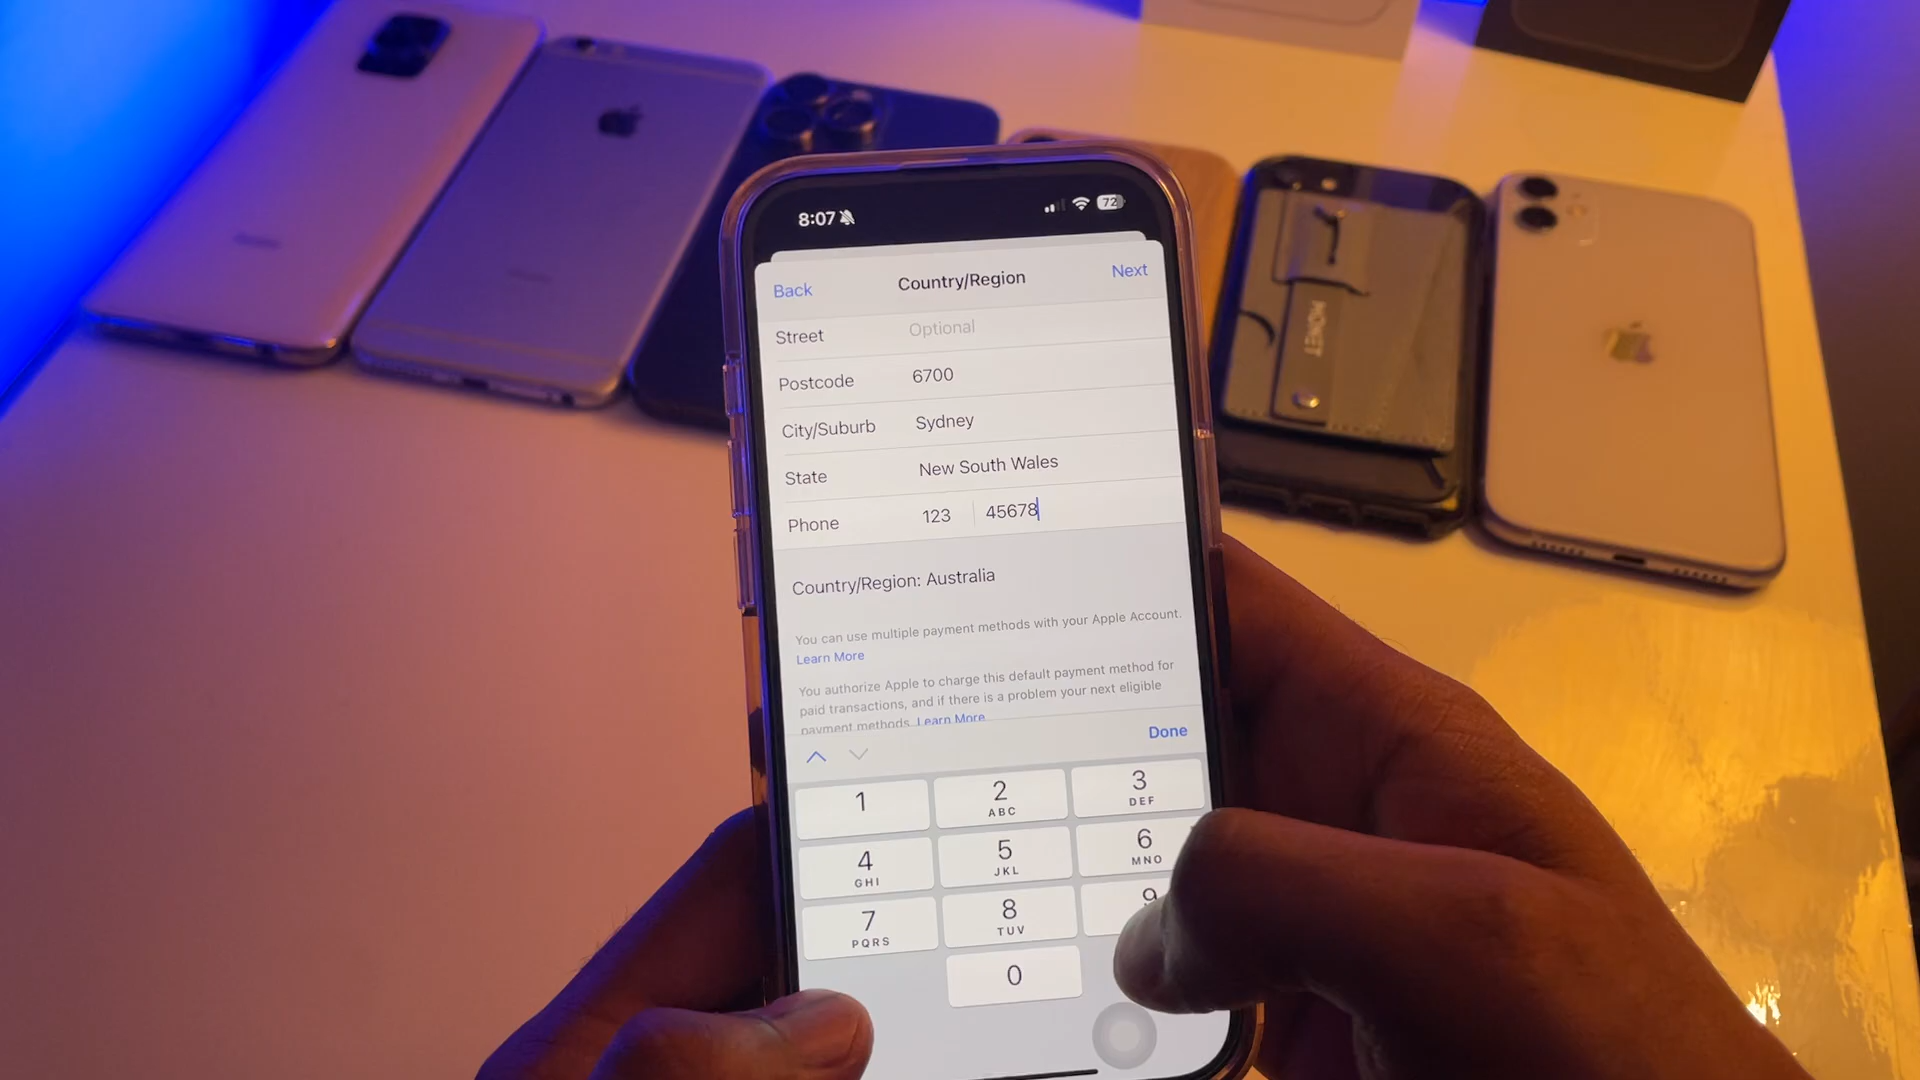 8:07
72
Back
Country/Region
Next
Street Optional
Postcode 6700
City/Suburb Sydney
State New South Wales
Phone 123 45678
Country/Region: Australia
You can use multiple payment methods with your Apple Account.
Learn More
You authorize Apple to charge this default payment method for
paid transactions, and if there is a problem your next eligible
payment methods. Learn More
Done
1
2
ABC
3
DEF
4
GHI
5
JKL
6
MNO
7
PQRS
8
TUV
9
0